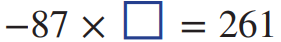 −87 × □ = 261